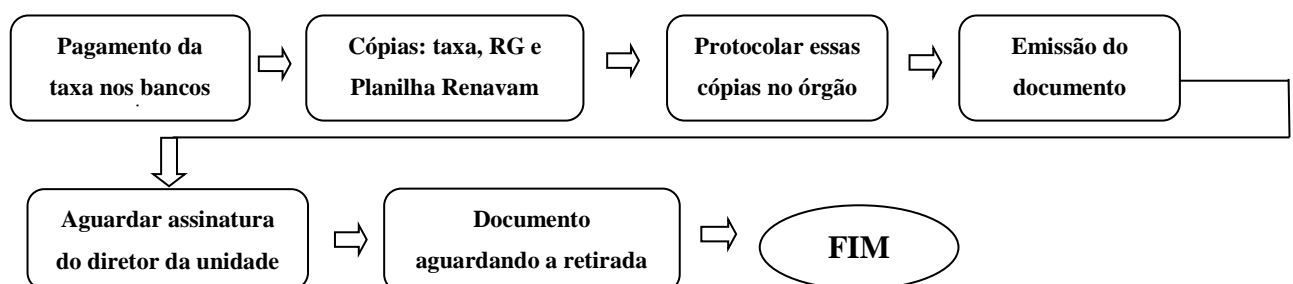 Pagamento da
taxa nos bancos
Cópias: taxa, RG e
Planilha Renavam
Protocolar essas
cópias no órgão
Emissão do
documento
Aguardar assinatura
do diretor da unidade
Documento
aguardando a retirada
FIM